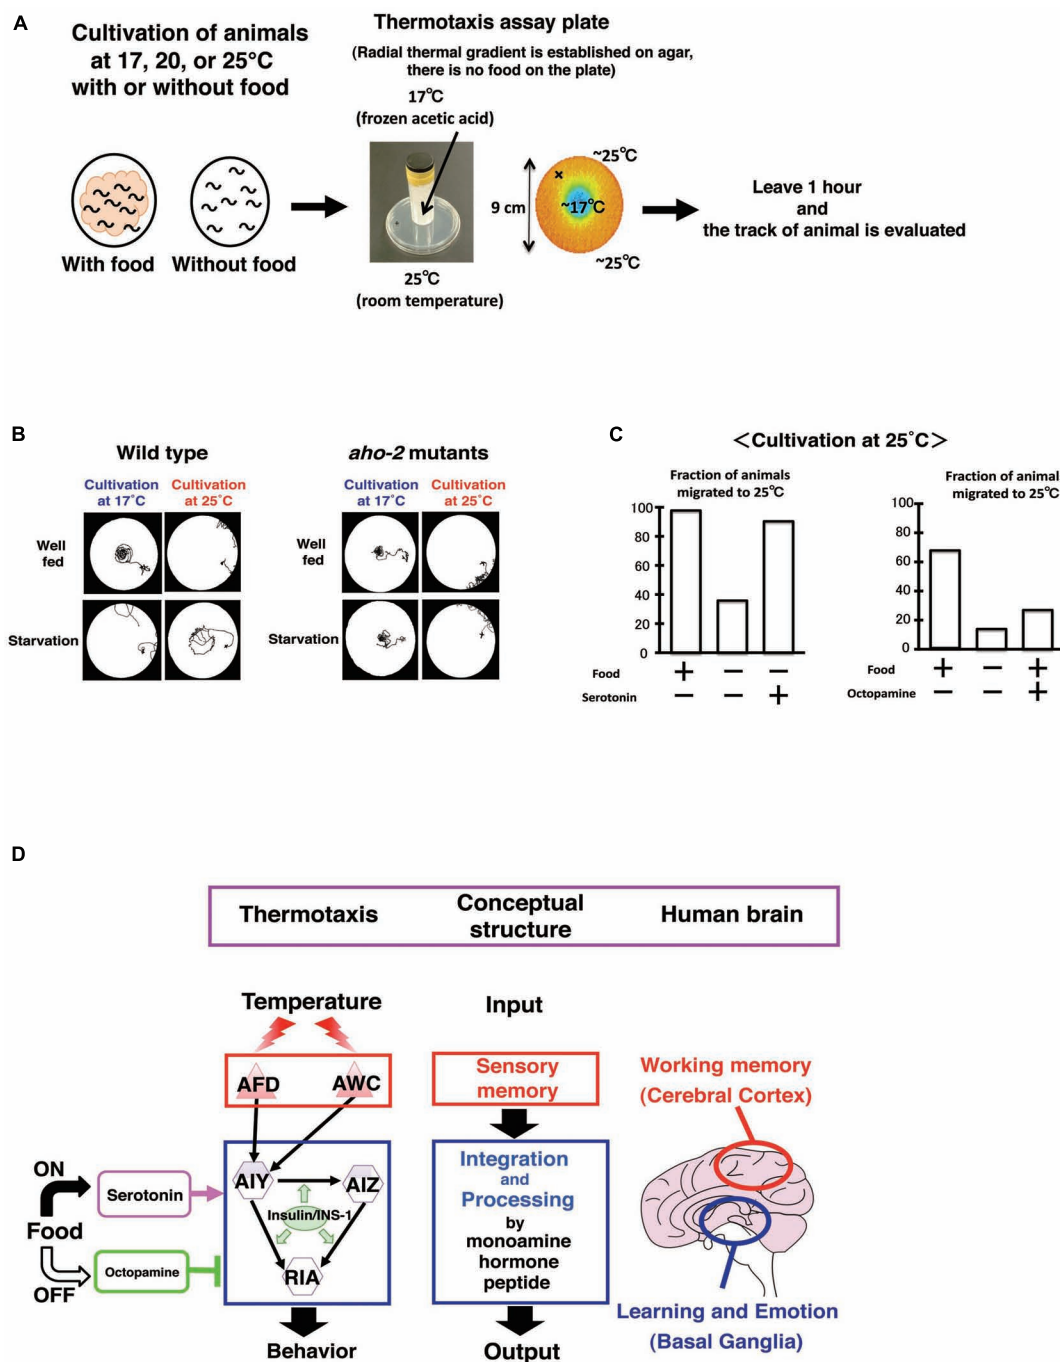 A
Cultivation of animals
at 17, 20, or 25°C
with or without food
With food
Without food
Thermotaxis assay plate
(Radial thermal gradient is established on agar,
there is no food on the plate)
17℃
(frozen acetic acid)
25℃
(room temperature)
9 cm
~25℃
~17℃
~25℃
Leave 1 hour
and
the track of animal is evaluated
B
Wild type
Cultivation
at 17°C
Cultivation
at 25°C
Well
fed
Starvation
aho-2 mutants
Cultivation
at 17°C
Cultivation
at 25°C
Well
fed
Starvation
C
<Cultivation at 25°C>
Fraction of animals
migrated to 25℃
100
80
60
40
20
0
Food + − −
Serotonin − − +
Fraction of animal
migrated to 25℃
100
80
60
40
20
0
Food + − +
Octopamine − − +
D
Thermotaxis
Conceptual
structure
Human brain
Temperature
AFD
AWC
AIY
AIZ
Insulin/INS-1
RIA
Behavior
ON
Food
OFF
Serotonin
Octopamine
Input
Sensory
memory
Integration
and
Processing
by
monoamine
hormone
peptide
Output
Working memory
(Cerebral Cortex)
Learning and Emotion
(Basal Ganglia)